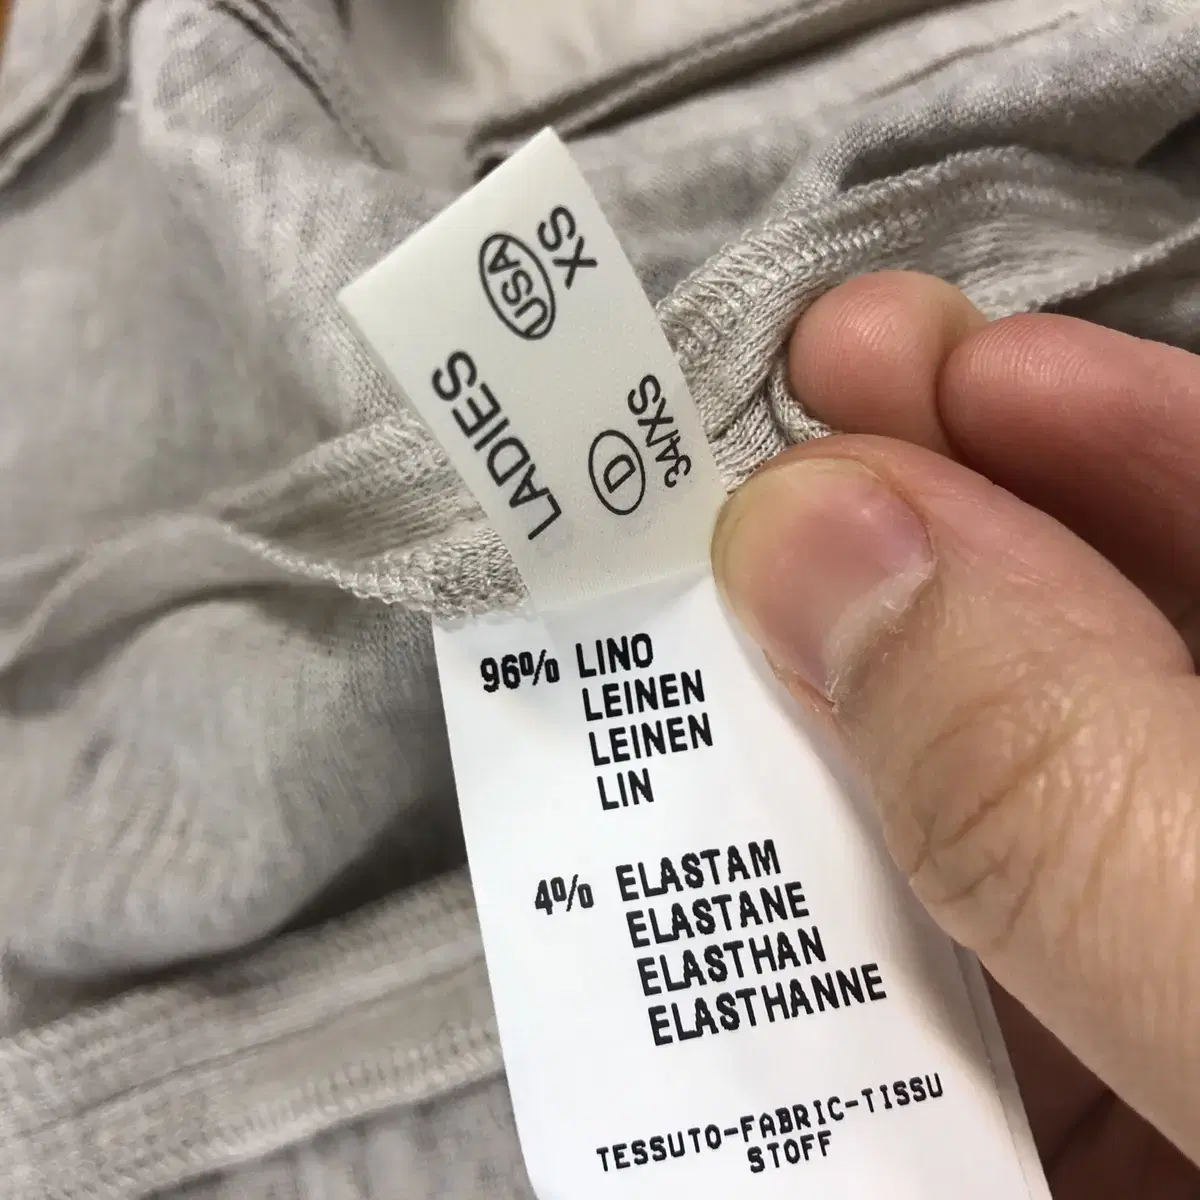 LADIES
USA XS
D 34/XS
96% LINO
LEINEN
LEINEN
LIN
4% ELASTAM
ELASTANE
ELASTHAN
ELASTHANNE
TESSUTO-FABRIC-TISSU
STOFF